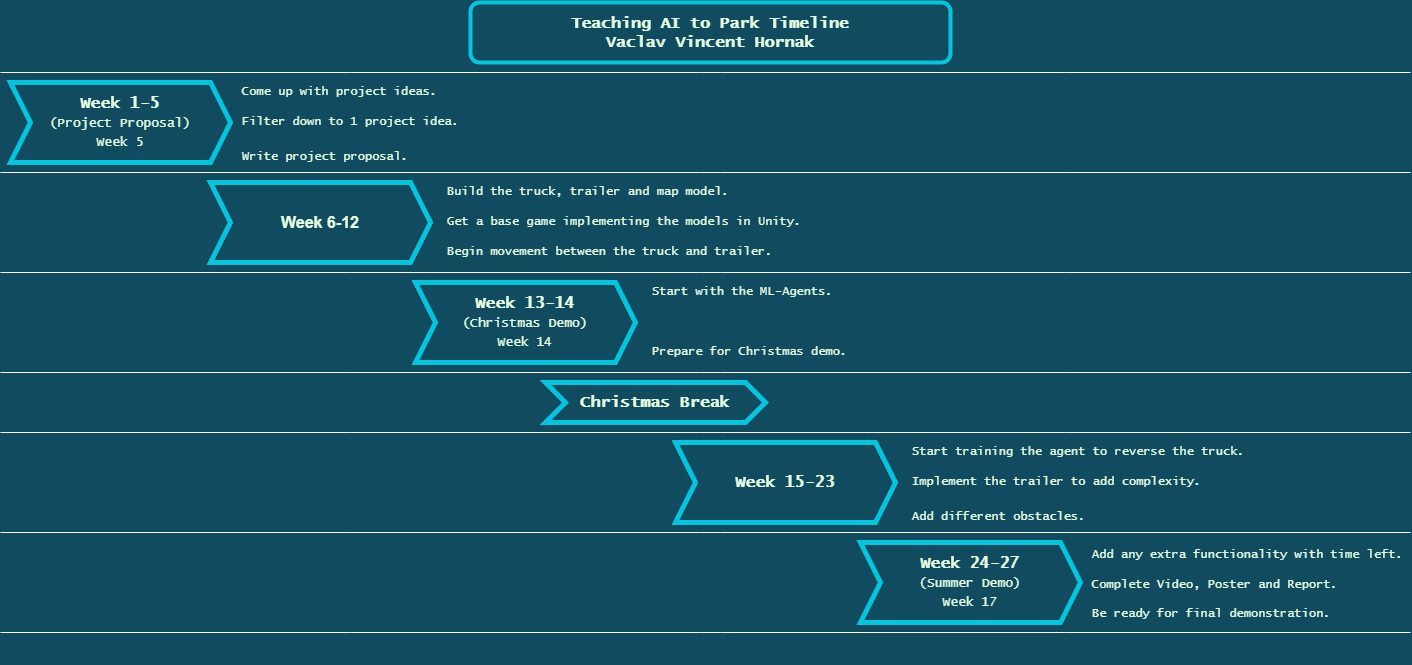 Teaching AI to Park Timeline
Vaclav Vincent Hornak
Week 1-5
(Project Proposal)
Week 5
Come up with project ideas.
Filter down to 1 project idea.
Write project proposal.
Week 6-12
Build the truck, trailer and map model.
Get a base game implementing the models in Unity.
Begin movement between the truck and trailer.
Week 13-14
(Christmas Demo)
Week 14
Start with the ML-Agents.
Prepare for Christmas demo.
Christmas Break
Week 15-23
Start training the agent to reverse the truck.
Implement the trailer to add complexity.
Add different obstacles.
Week 24-27
(Summer Demo)
Week 17
Add any extra functionality with time left.
Complete Video, Poster and Report.
Be ready for final demonstration.